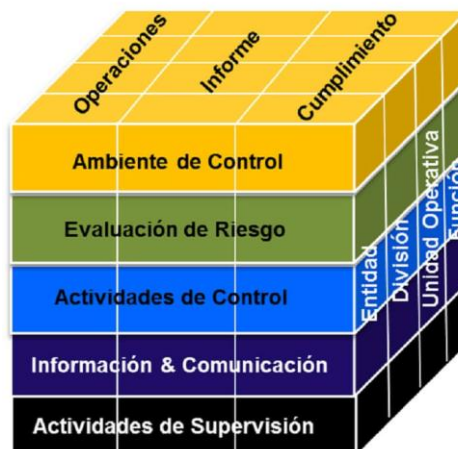 Operaciones
Informe
Cumplimiento
Ambiente de Control
Evaluación de Riesgo
Actividades de Control
Información & Comunicación
Actividades de Supervisión
Entidad
División
Unidad Operativa
Función